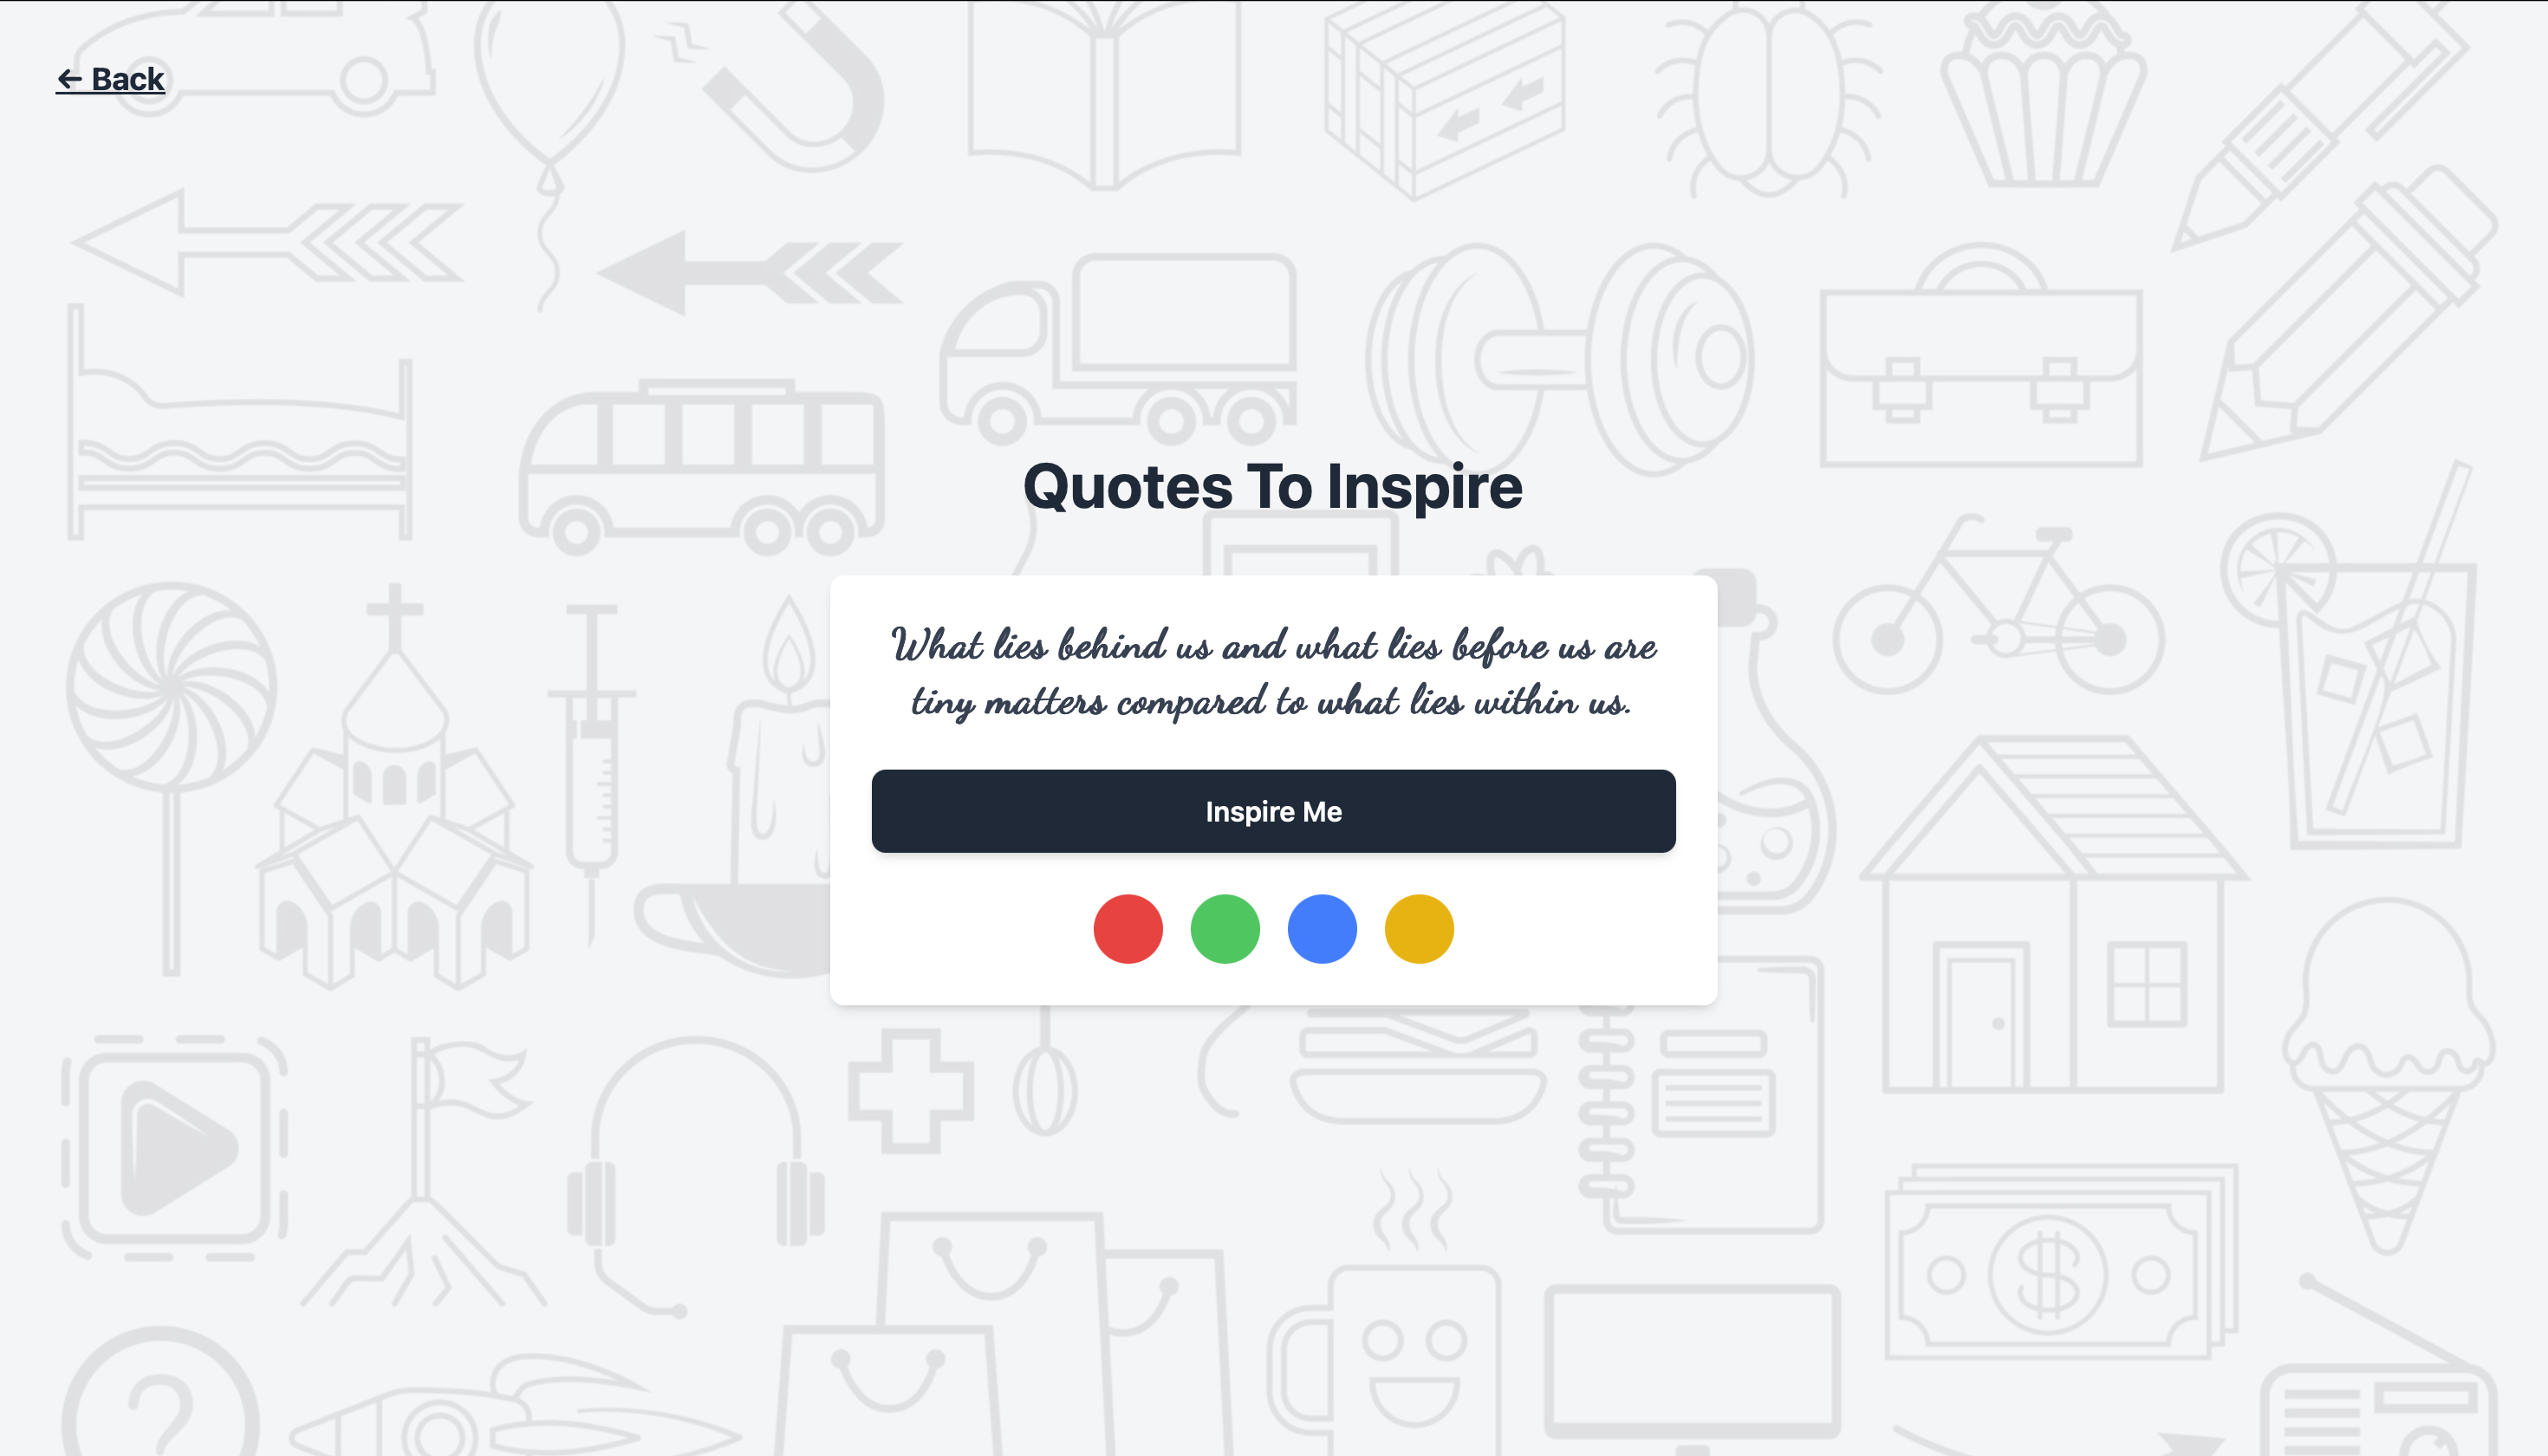 ← Back
Quotes To Inspire
What lies behind us and what lies before us are
tiny matters compared to what lies within us.
Inspire Me
?
$